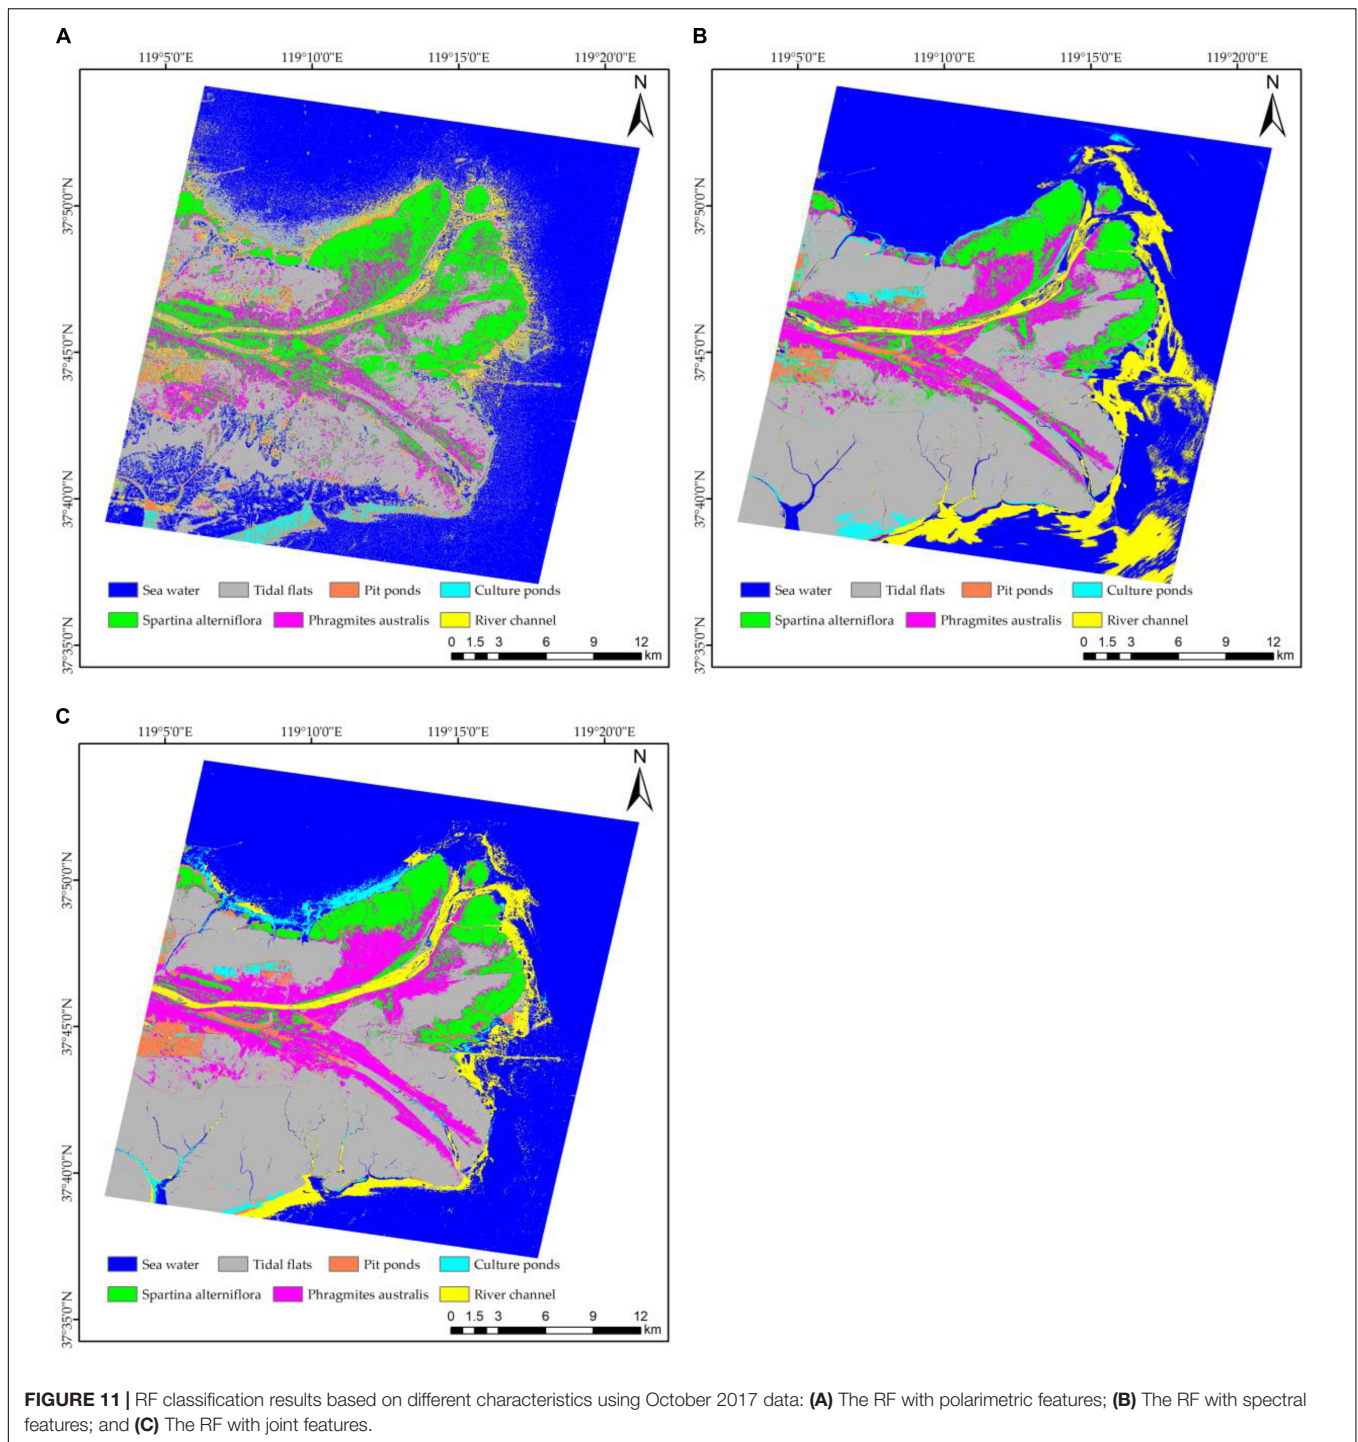 A
119°5'0"E 119°10'0"E 119°15'0"E 119°20'0"E
N
37°50'0"N
37°45'0"N
37°40'0"N
37°35'0"N
Sea water Tidal flats Pit ponds Culture ponds
Spartina alterniflora Phragmites australis River channel
0 1.5 3 6 9 12
km
B
119°5'0"E 119°10'0"E 119°15'0"E 119°20'0"E
N
37°50'0"N
37°45'0"N
37°40'0"N
37°35'0"N
Sea water Tidal flats Pit ponds Culture ponds
Spartina alterniflora Phragmites australis River channel
0 1.5 3 6 9 12
km
C
119°5'0"E 119°10'0"E 119°15'0"E 119°20'0"E
N
37°50'0"N
37°45'0"N
37°40'0"N
37°35'0"N
Sea water Tidal flats Pit ponds Culture ponds
Spartina alterniflora Phragmites australis River channel
0 1.5 3 6 9 12
km
FIGURE 11 | RF classification results based on different characteristics using October 2017 data: (A) The RF with polarimetric features; (B) The RF with spectral
features; and (C) The RF with joint features.